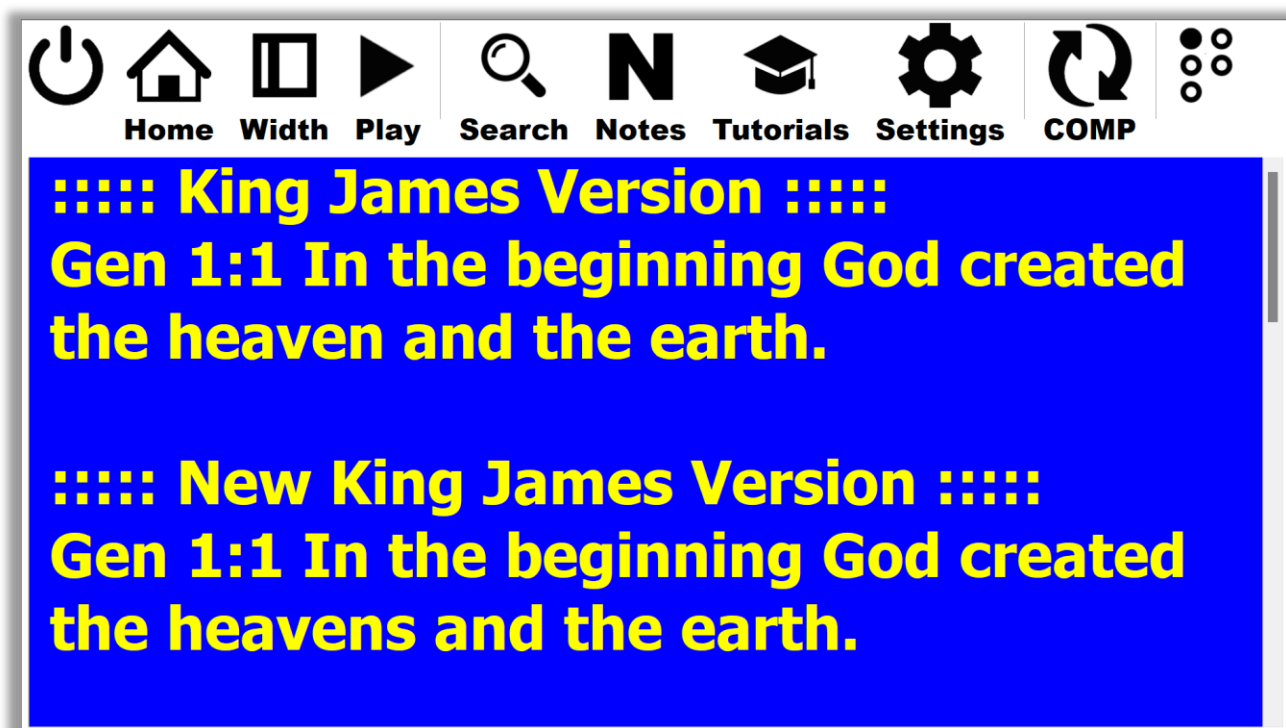 Home Width Play Search Notes Tutorials Settings COMP
::::: King James Version :::::
Gen 1:1 In the beginning God created
the heaven and the earth.
::::: New King James Version :::::
Gen 1:1 In the beginning God created
the heavens and the earth.